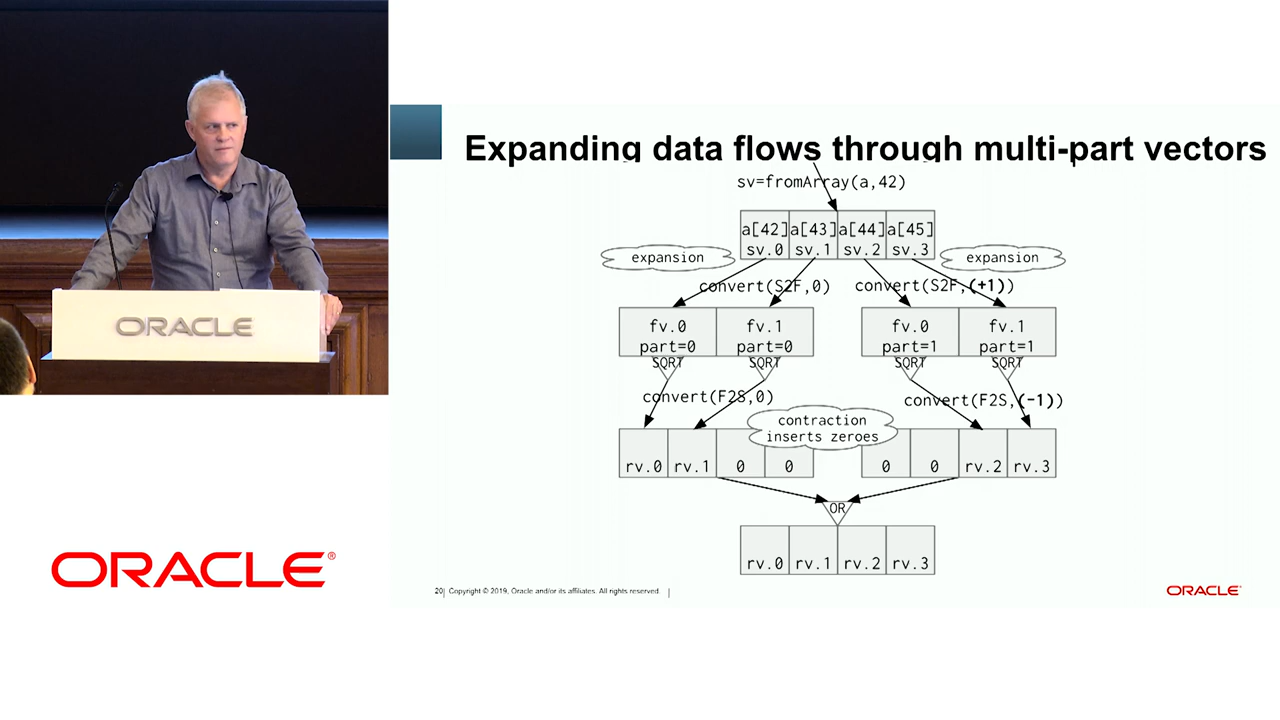 Expanding data flows through multi-part vectors
sv=fromArray(a,42)
a[42] a[43] a[44] a[45]
sv.0 sv.1 sv.2 sv.3
expansion
expansion
convert(S2F,0)
convert(S2F,(+1))
fv.0 fv.1 fv.0 fv.1
part=0 part=0 part=1 part=1
SQRT SQRT SQRT SQRT
convert(F2S,0)
convert(F2S,(-1))
contraction
inserts zeroes
rv.0 rv.1 0 0 0 0 rv.2 rv.3
OR
rv.0 rv.1 rv.2 rv.3
20| Copyright © 2019, Oracle and/or its affiliates. All rights reserved. |
ORACLE®
ORACLE
ORACLE®